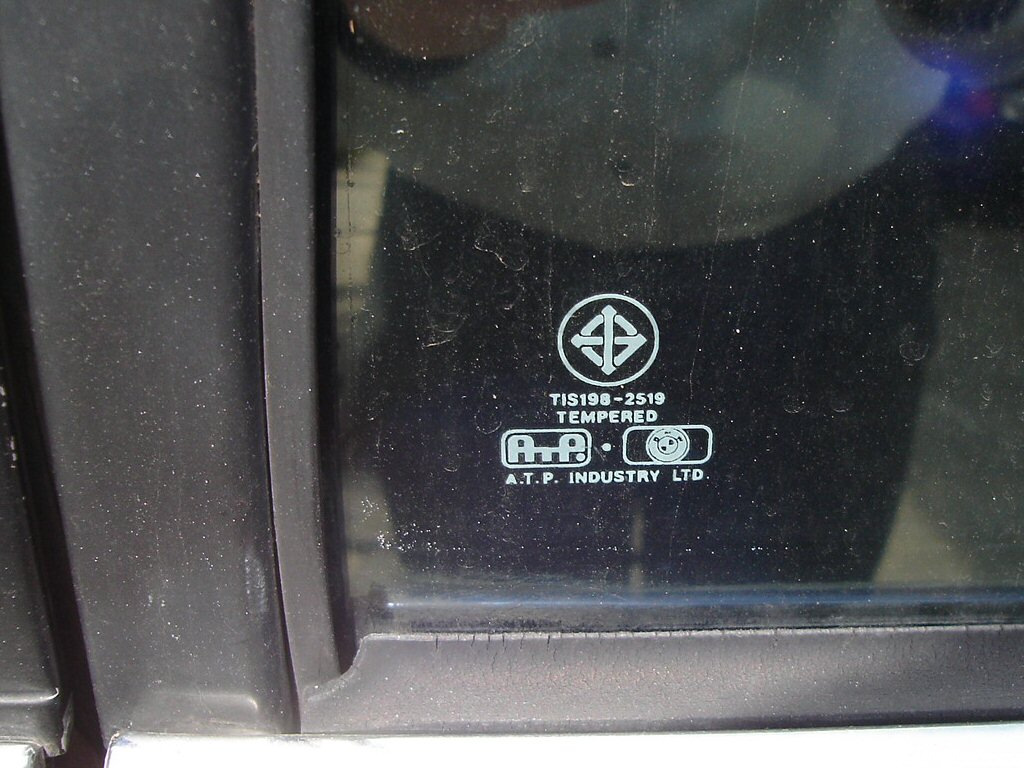 TIS198-2519
TEMPERED
A.T.P.
A.T.P. INDUSTRY LTD.